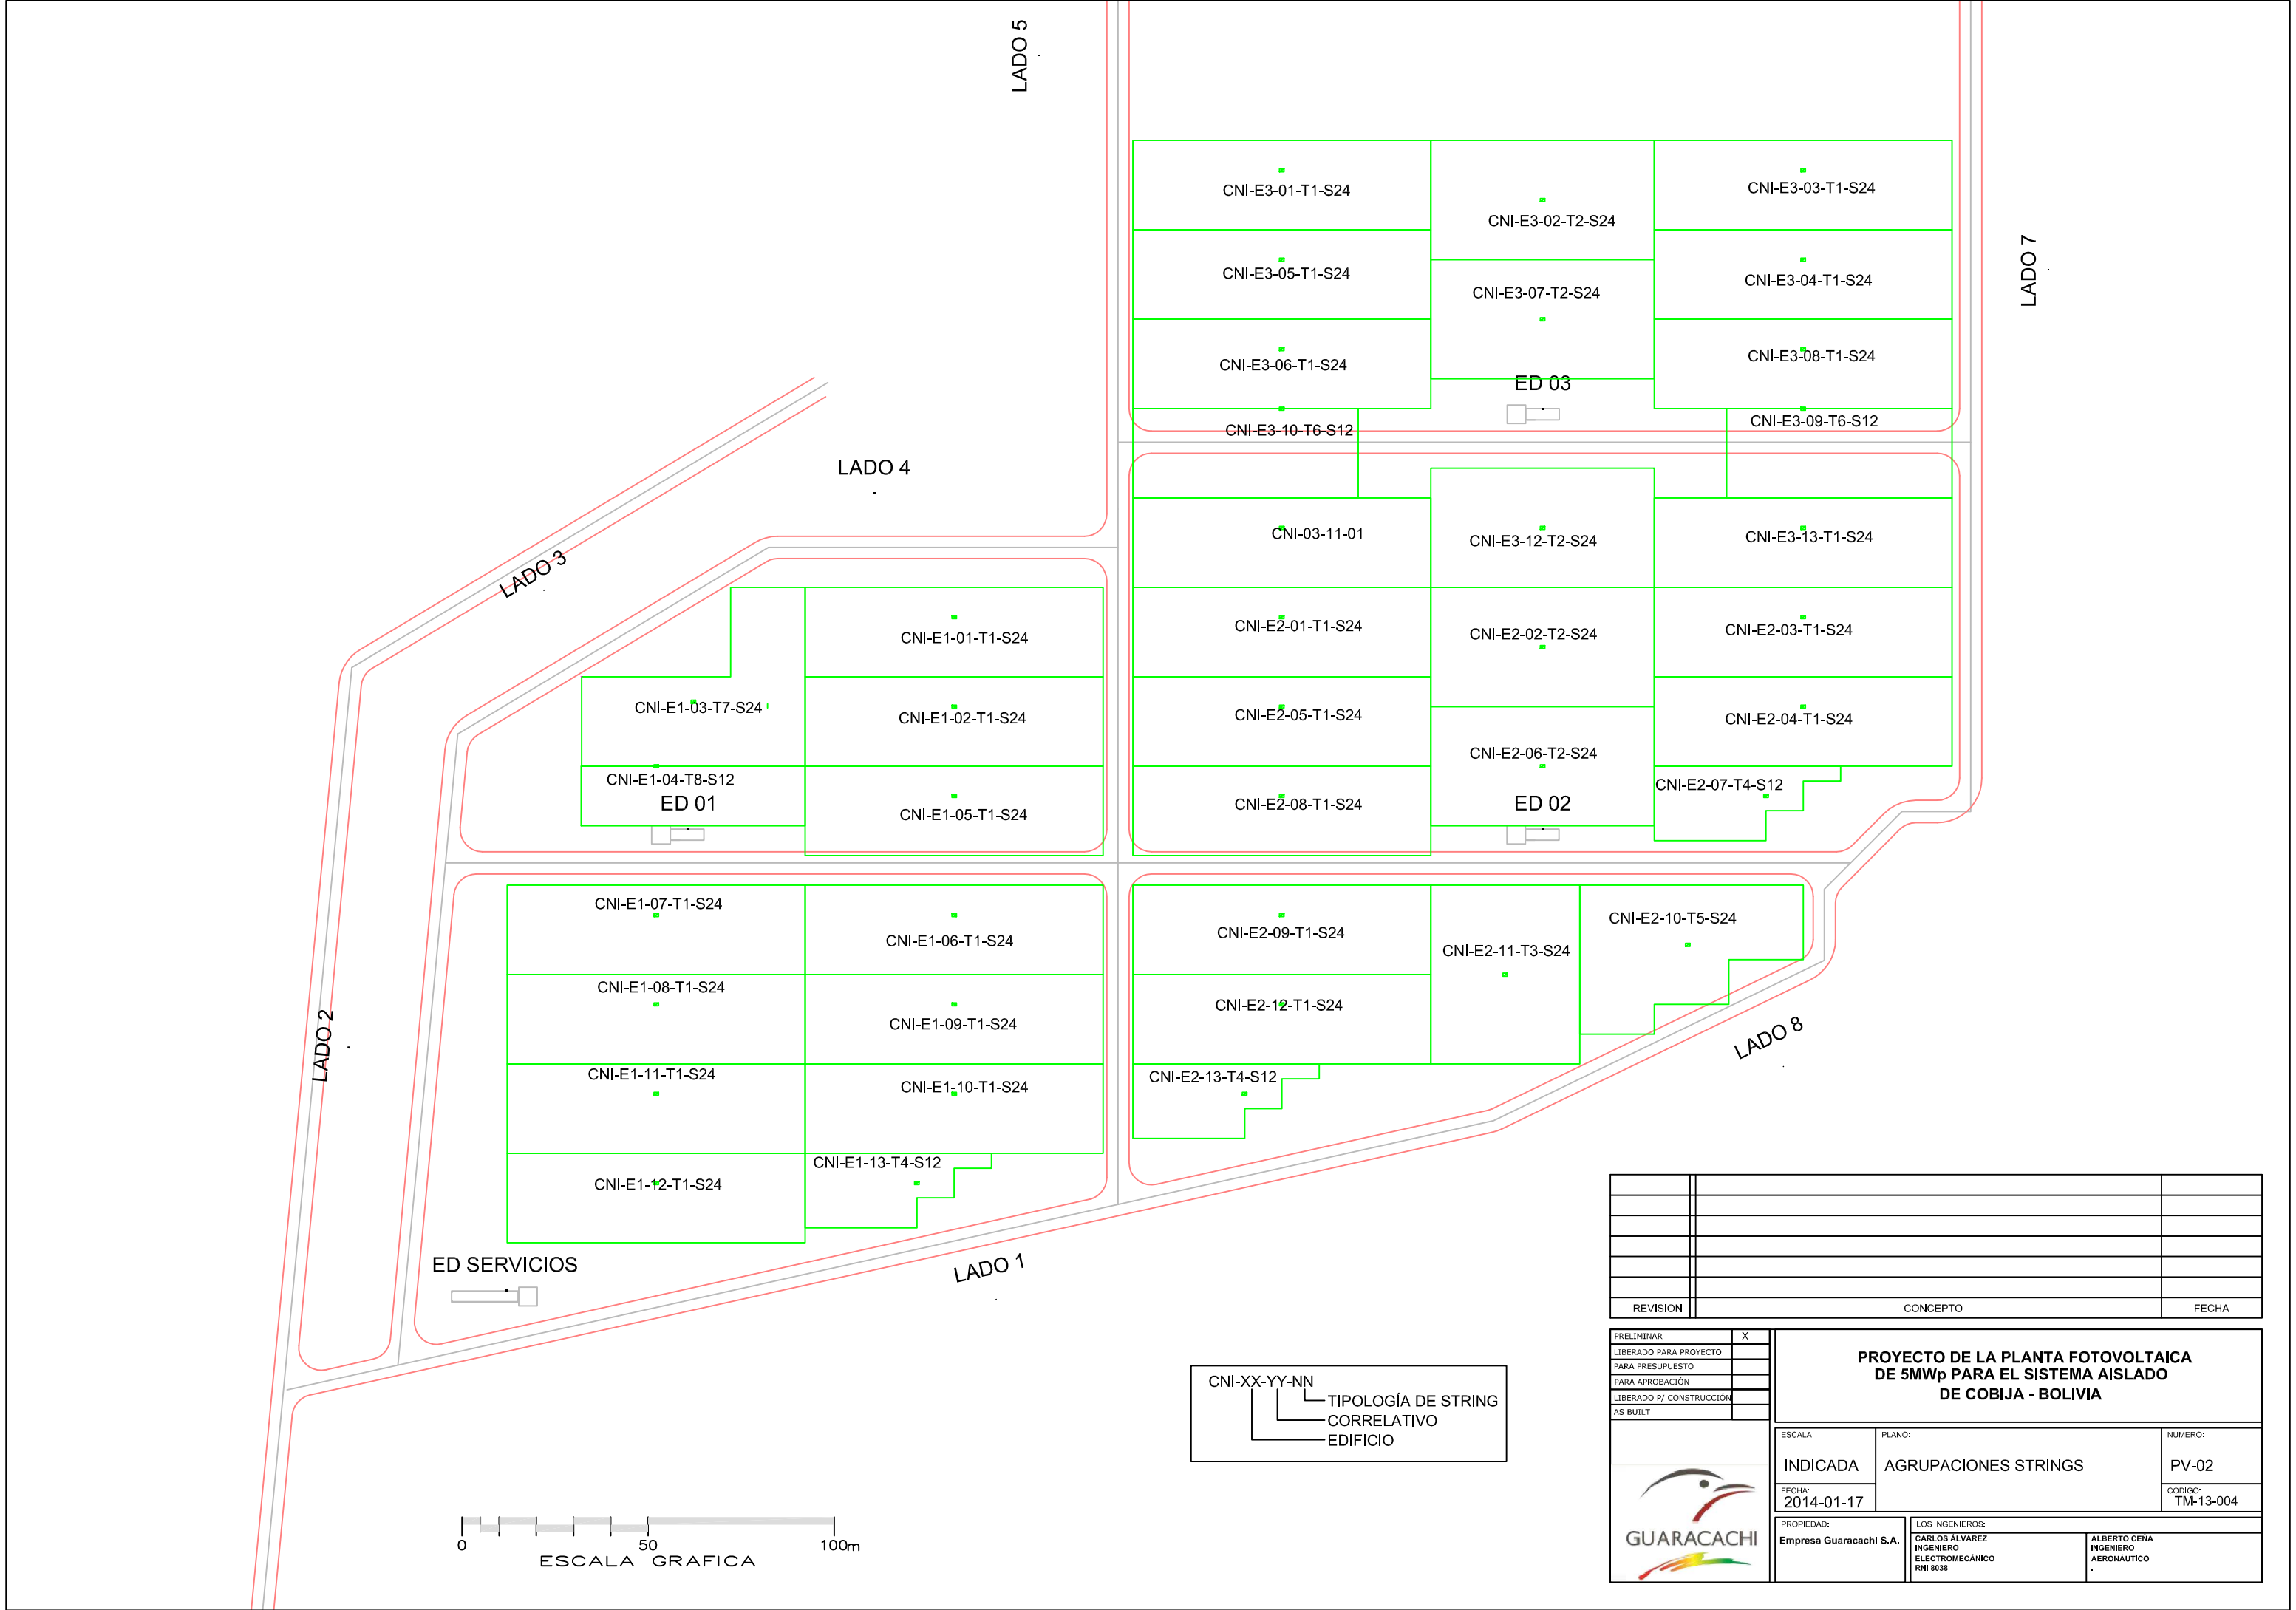 LADO 5
CNI-E3-01-T1-S24
CNI-E3-02-T2-S24
CNI-E3-03-T1-S24
CNI-E3-05-T1-S24
CNI-E3-07-T2-S24
CNI-E3-04-T1-S24
LADO 7
CNI-E3-06-T1-S24
CNI-E3-08-T1-S24
ED 03
CNI-E3-10-T6-S12
CNI-E3-09-T6-S12
LADO 4
LADO 3
CNI-03-11-01
CNI-E3-12-T2-S24
CNI-E3-13-T1-S24
CNI-E1-01-T1-S24
CNI-E2-01-T1-S24
CNI-E2-02-T2-S24
CNI-E2-03-T1-S24
CNI-E1-03-T7-S24
CNI-E1-02-T1-S24
CNI-E2-05-T1-S24
CNI-E2-04-T1-S24
CNI-E2-06-T2-S24
CNI-E1-04-T8-S12
CNI-E2-07-T4-S12
ED 01
CNI-E1-05-T1-S24
CNI-E2-08-T1-S24
ED 02
CNI-E1-07-T1-S24
CNI-E1-06-T1-S24
CNI-E2-09-T1-S24
CNI-E2-11-T3-S24
CNI-E2-10-T5-S24
CNI-E1-08-T1-S24
CNI-E1-09-T1-S24
CNI-E2-12-T1-S24
LADO 2
LADO 8
CNI-E1-11-T1-S24
CNI-E1-10-T1-S24
CNI-E2-13-T4-S12
CNI-E1-13-T4-S12
CNI-E1-12-T1-S24
ED SERVICIOS
LADO 1
CNI-XX-YY-NN
TIPOLOGÍA DE STRING
CORRELATIVO
EDIFICIO
0 50 100m
ESCALA GRAFICA
REVISION CONCEPTO FECHA
PRELIMINAR X
LIBERADO PARA PROYECTO
PARA PRESUPUESTO
PARA APROBACIÓN
LIBERADO P/ CONSTRUCCIÓN
AS BUILT
PROYECTO DE LA PLANTA FOTOVOLTAICA
DE 5MWp PARA EL SISTEMA AISLADO
DE COBIJA - BOLIVIA
ESCALA:
INDICADA
PLANO:
AGRUPACIONES STRINGS
NUMERO:
PV-02
FECHA:
2014-01-17
CODIGO:
TM-13-004
GUARACACHI
PROPIEDAD:
Empresa Guaracachi S.A.
LOS INGENIEROS:
CARLOS ÁLVAREZ
INGENIERO
ELECTROMECÁNICO
RNI 8038
ALBERTO CEÑA
INGENIERO
AERONÁUTICO
.